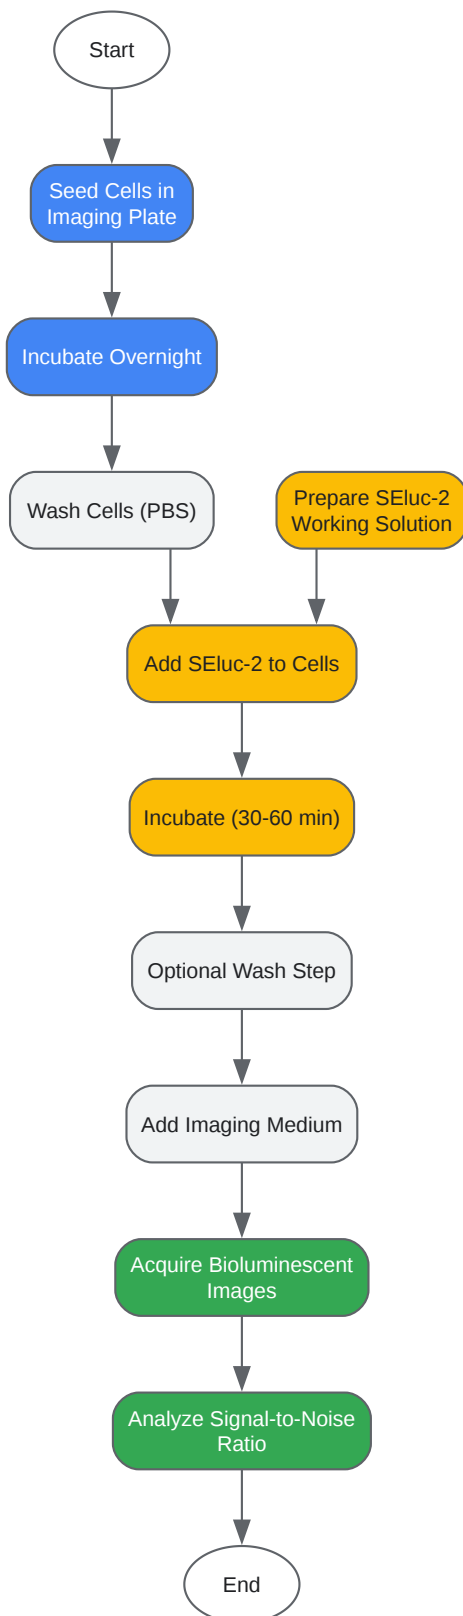 Start
Seed Cells in
Imaging Plate
Incubate Overnight
Wash Cells (PBS)
Prepare SEluc-2
Working Solution
Add SEluc-2 to Cells
Incubate (30-60 min)
Optional Wash Step
Add Imaging Medium
Acquire Bioluminescent
Images
Analyze Signal-to-Noise
Ratio
End